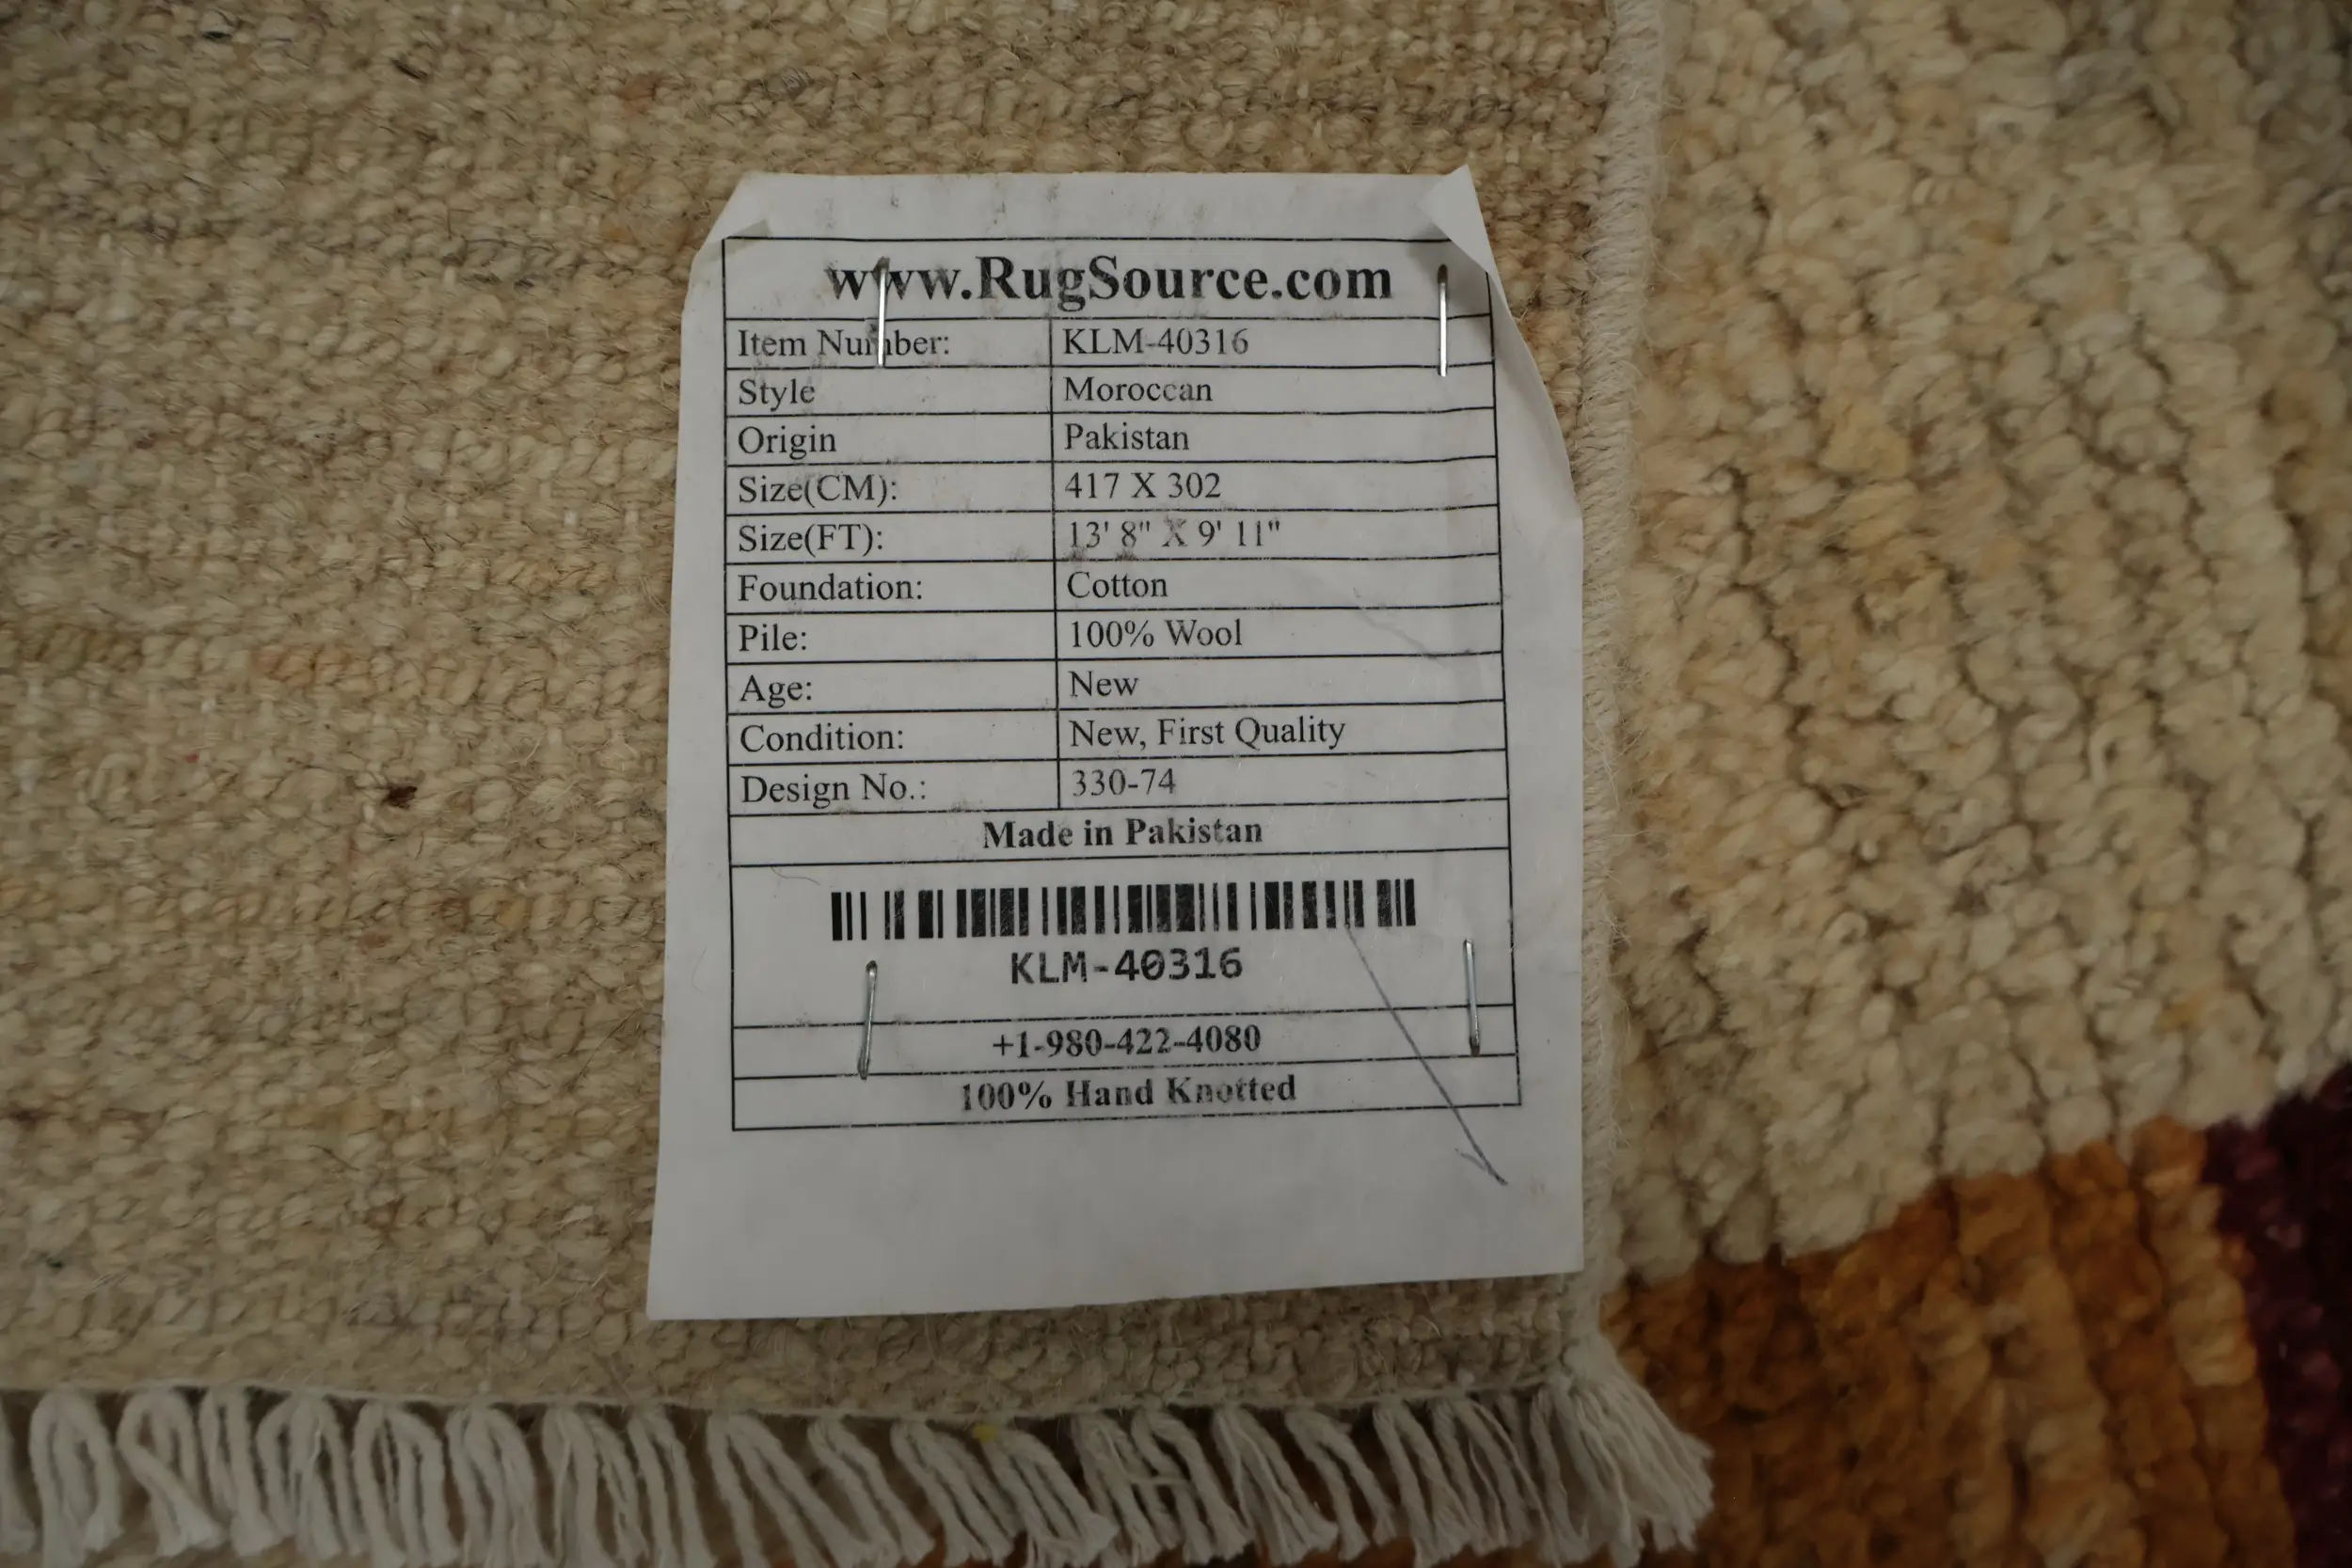 www.RugSource.com
Item Number: KLM-40316
Style Moroccan
Origin Pakistan
Size(CM): 417 X 302
Size(FT): 13' 8" X 9' 11"
Foundation: Cotton
Pile: 100% Wool
Age: New
Condition: New, First Quality
Design No.: 330-74
Made in Pakistan
KLM-40316
+1-980-422-4080
100% Hand Knotted